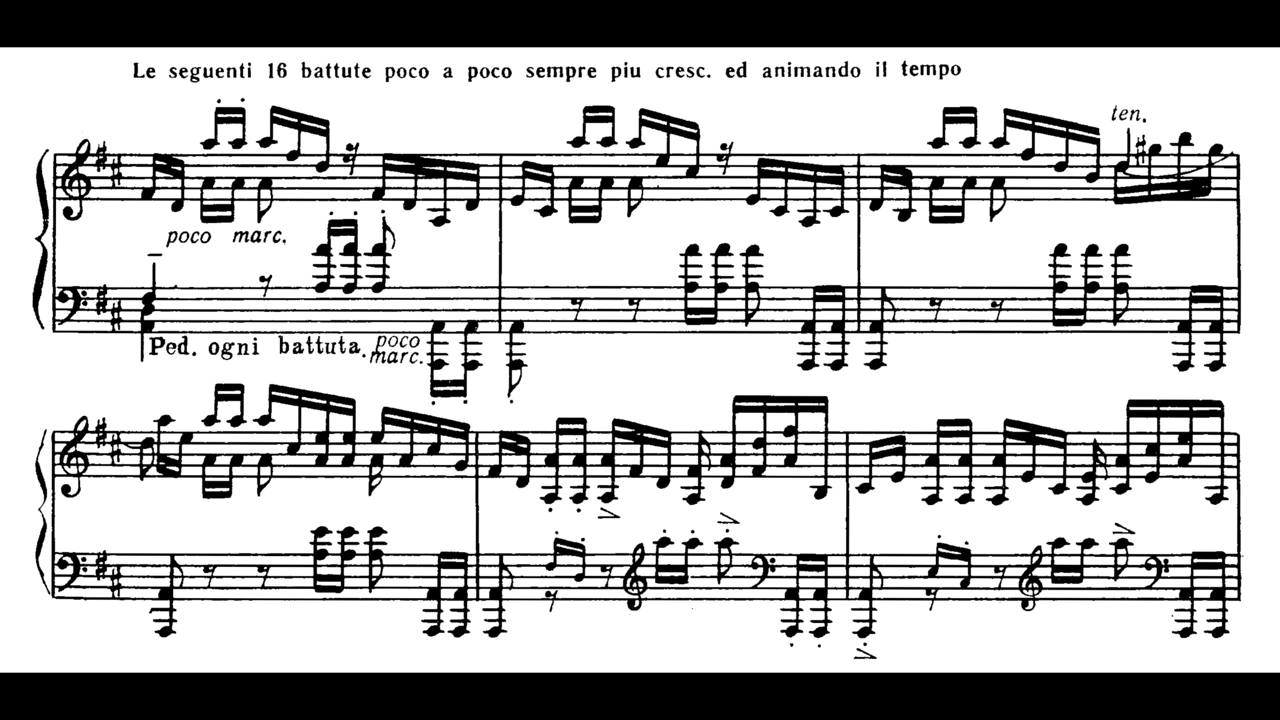 Le seguenti 16 battute poco a poco sempre piu cresc. ed animando il tempo
ten.
poco marc.
Ped. ogni battuta.
poco
marc.